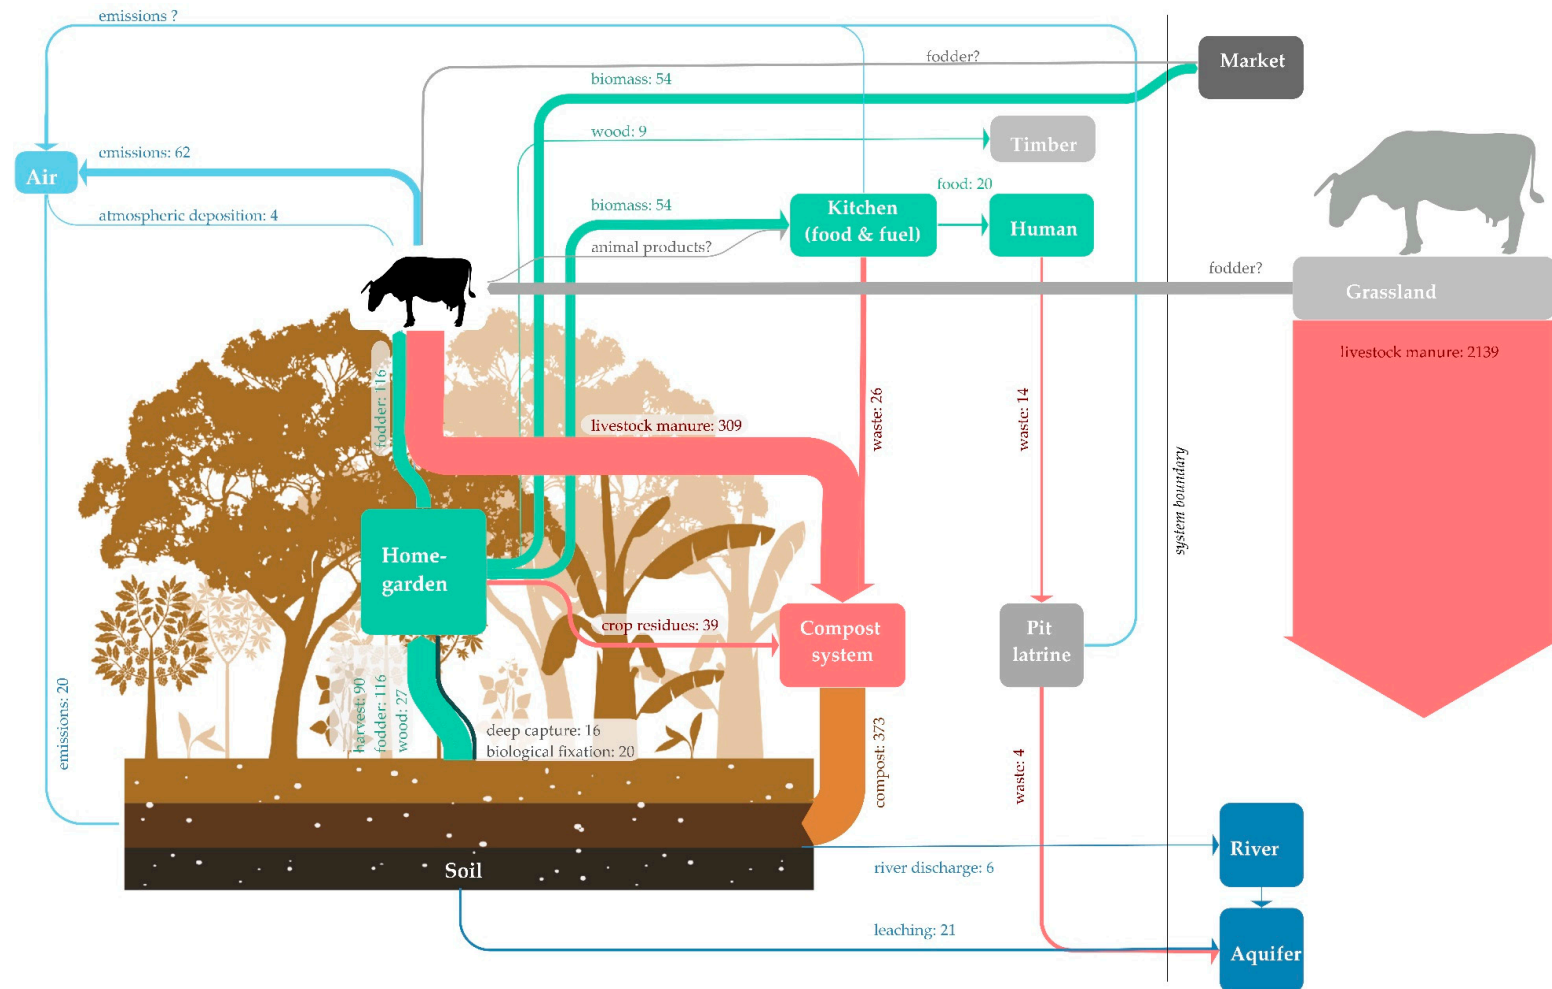 emissions ?
fodder?
Market
biomass: 54
wood: 9
Timber
emissions: 62
Air
atmospheric deposition: 4
biomass: 54
food: 20
Kitchen
(food & fuel)
Human
animal products?
fodder?
Grassland
livestock manure: 2139
fodder: 116
waste: 26
waste: 14
livestock manure: 309
system boundary
Home-
garden
crop residues: 39
Compost
system
Pit
latrine
harvest: 90
fodder: 116
wood: 27
deep capture: 16
biological fixation: 20
emissions: 20
compost: 373
waste: 4
Soil
river discharge: 6
River
leaching: 21
Aquifer